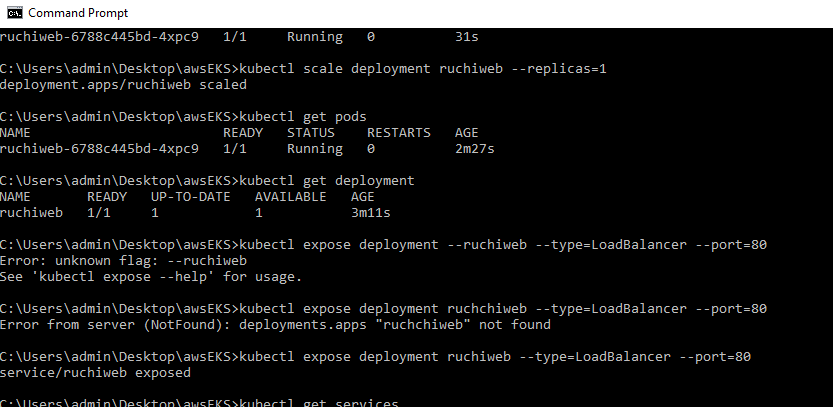 Command Prompt
ruchiweb-6788c445bd-4xpc9 1/1 Running 0 31s
C:\Users\admin\Desktop\awsEKS>kubectl scale deployment ruchiweb --replicas=1
deployment.apps/ruchiweb scaled
C:\Users\admin\Desktop\awsEKS>kubectl get pods
NAME READY STATUS RESTARTS AGE
ruchiweb-6788c445bd-4xpc9 1/1 Running 0 2m27s
C:\Users\admin\Desktop\awsEKS>kubectl get deployment
NAME READY UP-TO-DATE AVAILABLE AGE
ruchiweb 1/1 1 1 3m11s
C:\Users\admin\Desktop\awsEKS>kubectl expose deployment --ruchiweb --type=LoadBalancer --port=80
Error: unknown flag: --ruchiweb
See 'kubectl expose --help' for usage.
C:\Users\admin\Desktop\awsEKS>kubectl expose deployment ruchchiweb --type=LoadBalancer --port=80
Error from server (NotFound): deployments.apps "ruchchiweb" not found
C:\Users\admin\Desktop\awsEKS>kubectl expose deployment ruchiweb --type=LoadBalancer --port=80
service/ruchiweb exposed
C:\Users\admin\Desktop\awsEKS>kubectl get services